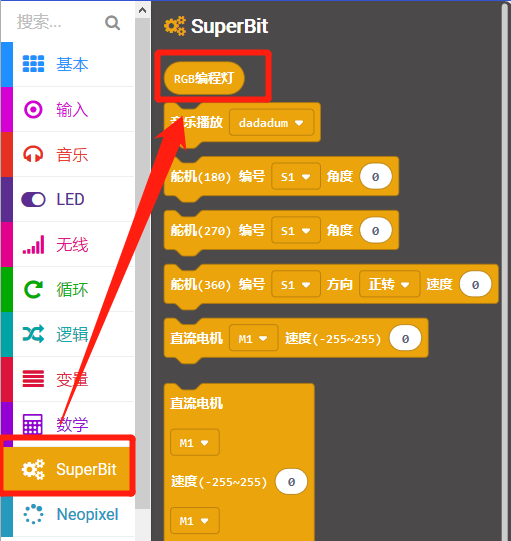 搜索...
基本
输入
音乐
LED
无线
循环
逻辑
变量
数学
SuperBit
Neopixel
SuperBit
RGB编程灯
音乐播放 dadadum
舵机(180) 编号 S1 角度 0
舵机(270) 编号 S1 角度 0
舵机(360) 编号 S1 方向 正转 速度 0
直流电机 M1 速度(-255~255) 0
直流电机
M1
速度(-255~255) 0
M1